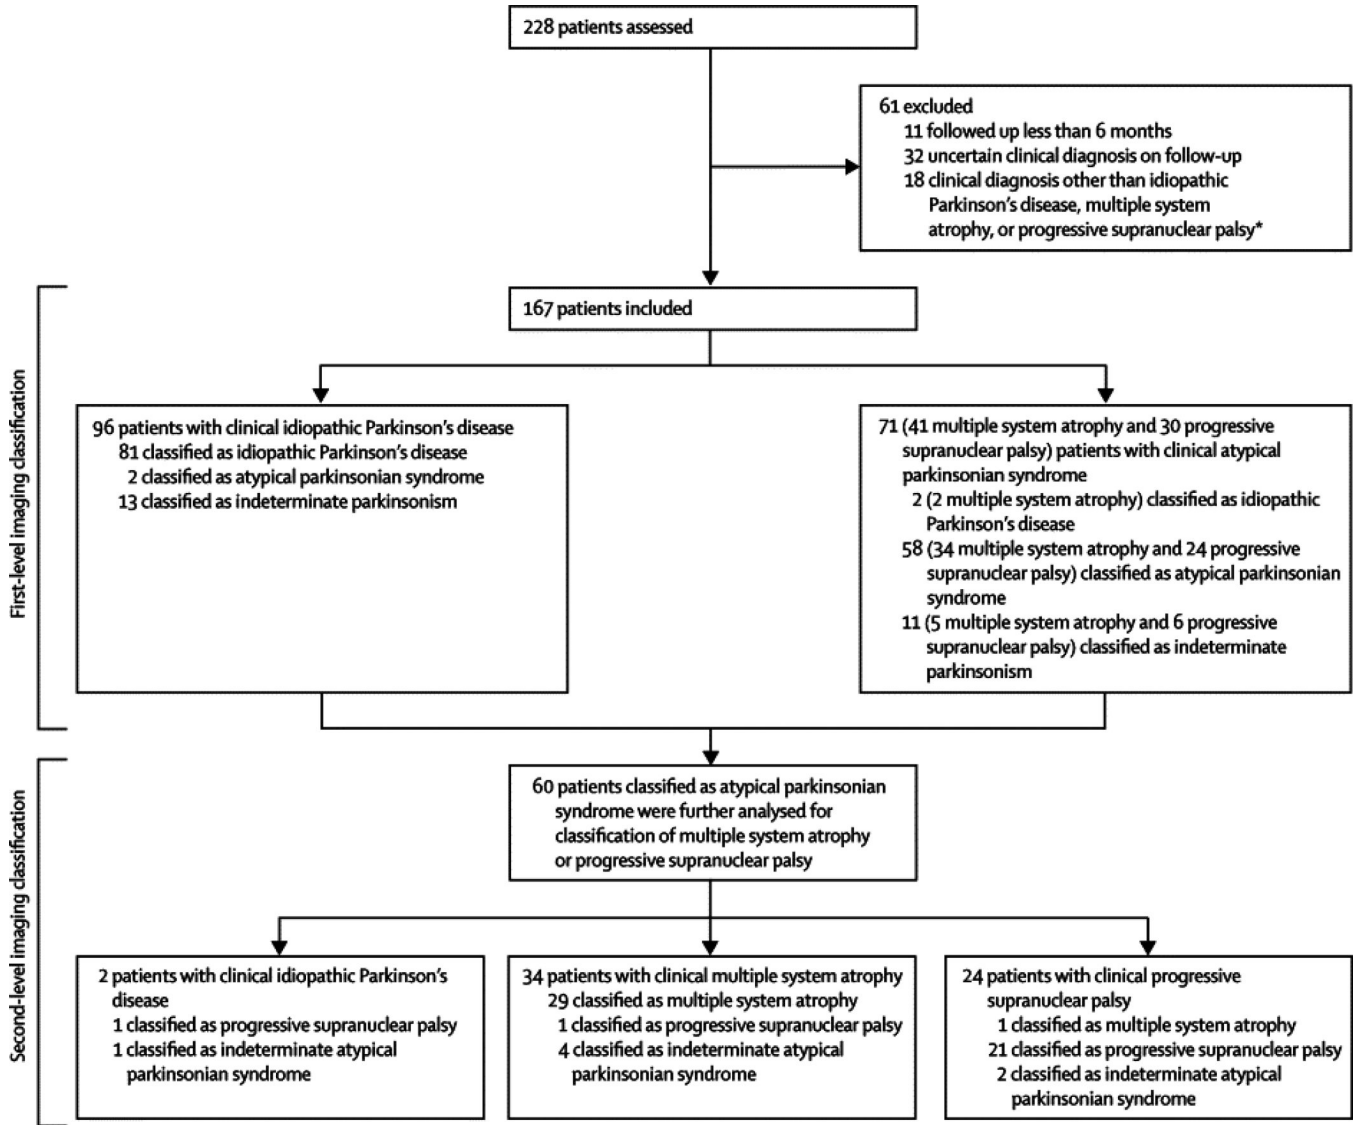 228 patients assessed
61 excluded
11 followed up less than 6 months
32 uncertain clinical diagnosis on follow-up
18 clinical diagnosis other than idiopathic
Parkinson's disease, multiple system
atrophy, or progressive supranuclear palsy*
First-level imaging classification
167 patients included
96 patients with clinical idiopathic Parkinson's disease
81 classified as idiopathic Parkinson's disease
2 classified as atypical parkinsonian syndrome
13 classified as indeterminate parkinsonism
71 (41 multiple system atrophy and 30 progressive
supranuclear palsy) patients with clinical atypical
parkinsonian syndrome
2 (2 multiple system atrophy) classified as idiopathic
Parkinson's disease
58 (34 multiple system atrophy and 24 progressive
supranuclear palsy) classified as atypical parkinsonian
syndrome
11 (5 multiple system atrophy and 6 progressive
supranuclear palsy) classified as indeterminate
parkinsonism
Second-level imaging classification
60 patients classified as atypical parkinsonian
syndrome were further analysed for
classification of multiple system atrophy
or progressive supranuclear palsy
2 patients with clinical idiopathic Parkinson's
disease
1 classified as progressive supranuclear palsy
1 classified as indeterminate atypical
parkinsonian syndrome
34 patients with clinical multiple system atrophy
29 classified as multiple system atrophy
1 classified as progressive supranuclear palsy
4 classified as indeterminate atypical
parkinsonian syndrome
24 patients with clinical progressive
supranuclear palsy
1 classified as multiple system atrophy
21 classified as progressive supranuclear palsy
2 classified as indeterminate atypical
parkinsonian syndrome